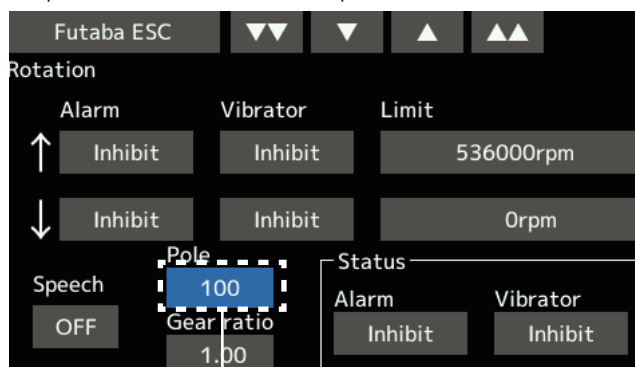 Futaba ESC ▼▼ ▼ ▲ ▲▲
Rotation
Alarm Vibrator Limit
↑ Inhibit Inhibit 536000rpm
↓ Inhibit Inhibit 0rpm
Pole Status
Speech 100 Alarm Vibrator
OFF Gear ratio Inhibit Inhibit
1.00